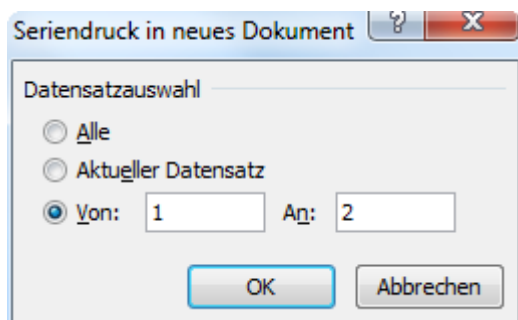 Seriendruck in neues Dokument ?
Datensatzauswahl
Alle
Aktueller Datensatz
Von: 1 An: 2
OK Abbrechen